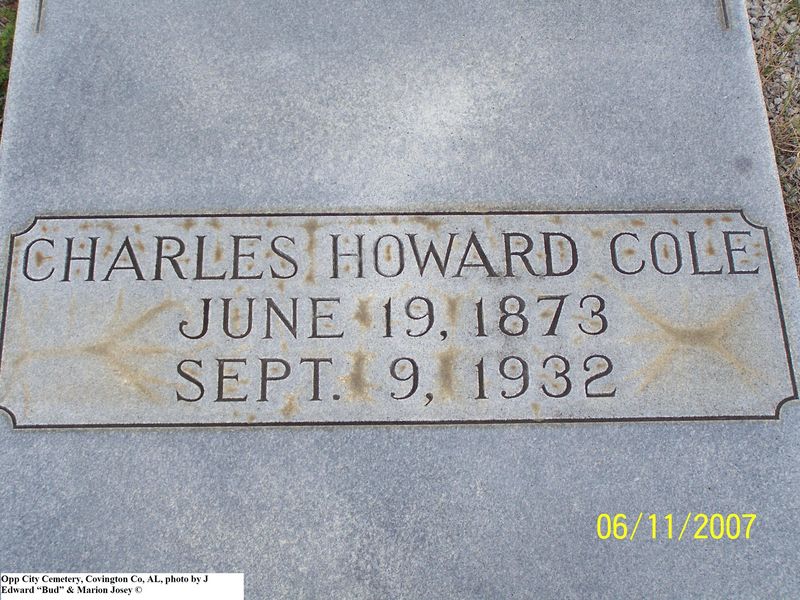 CHARLES HOWARD COLE
JUNE 19, 1873
SEPT. 9, 1932
06/11/2007
Opp City Cemetery, Covington Co, AL, photo by J
Edward “Bud” & Marion Josey ©